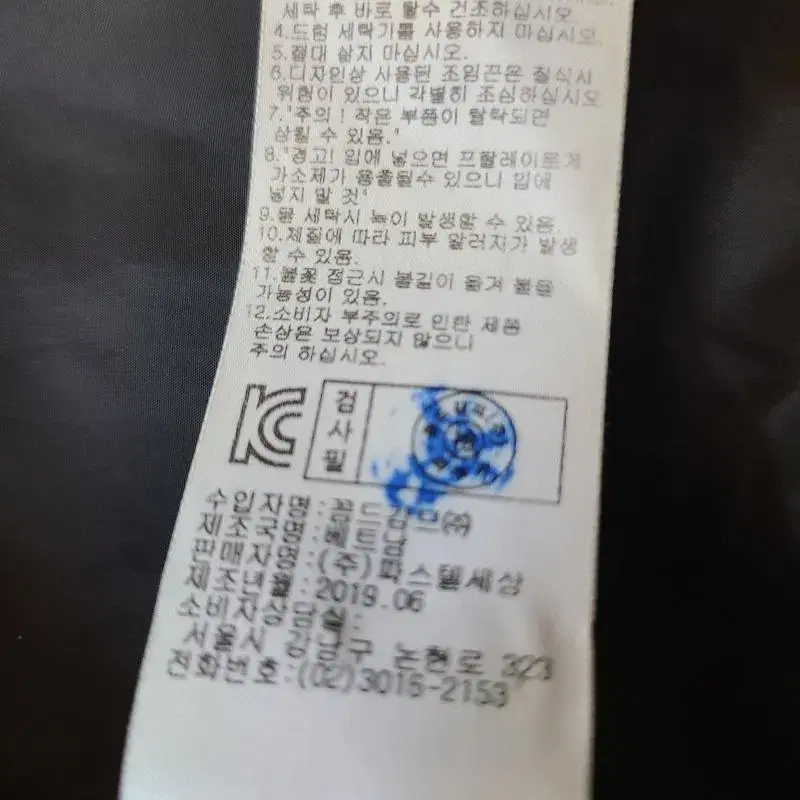 세탁 후 바로 탈수 건조하십시오.
4.드럼 세탁기를 사용하지 마십시오.
5.절대 삶지 마십시오.
6.디자인상 사용된 조임끈은 질식시
위험이 있으니 각별히 조심하십시오
7."주의! 작은 부품이 탈락되면
삼킬 수 있음."
8."경고! 입에 넣으면 프탈레이트계
가소제가 용출될수 있으니 입에
넣지 말 것"
9.물 세탁시 녹이 발생할 수 있음
10.재질에 따라 피부 알러지가 발생
할 수 있음.
11.불꽃 접근시 불길이 옮겨 붙을
가능성이 있음.
12.소비자 부주의로 인한 제품
손상은 보상되지 않으니
주의 하십시오.
KC
검사필
수입자명:꼼드감므㈜
제조국명:베트남
판매자명:(주)파스텔세상
제조년월:2019.06
소비자상담실:
서울시 강남구 논현로 323
전화번호:(02)3015-2153